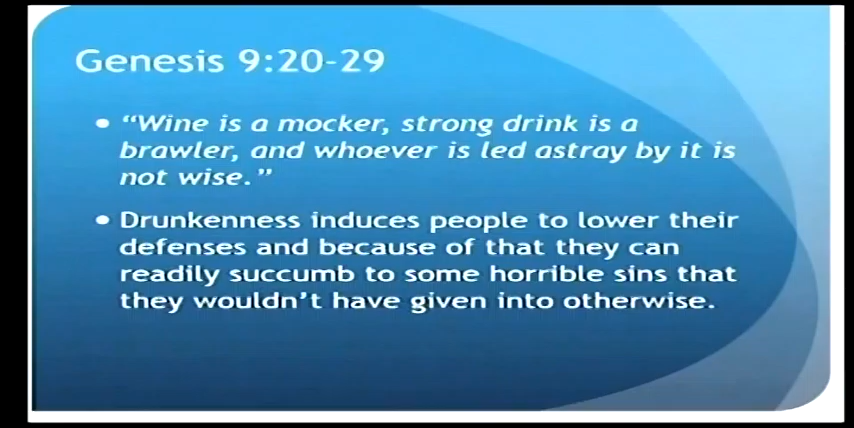 Genesis 9:20-29
• “Wine is a mocker, strong drink is a
brawler, and whoever is led astray by it is
not wise.”
• Drunkenness induces people to lower their
defenses and because of that they can
readily succumb to some horrible sins that
they wouldn’t have given into otherwise.